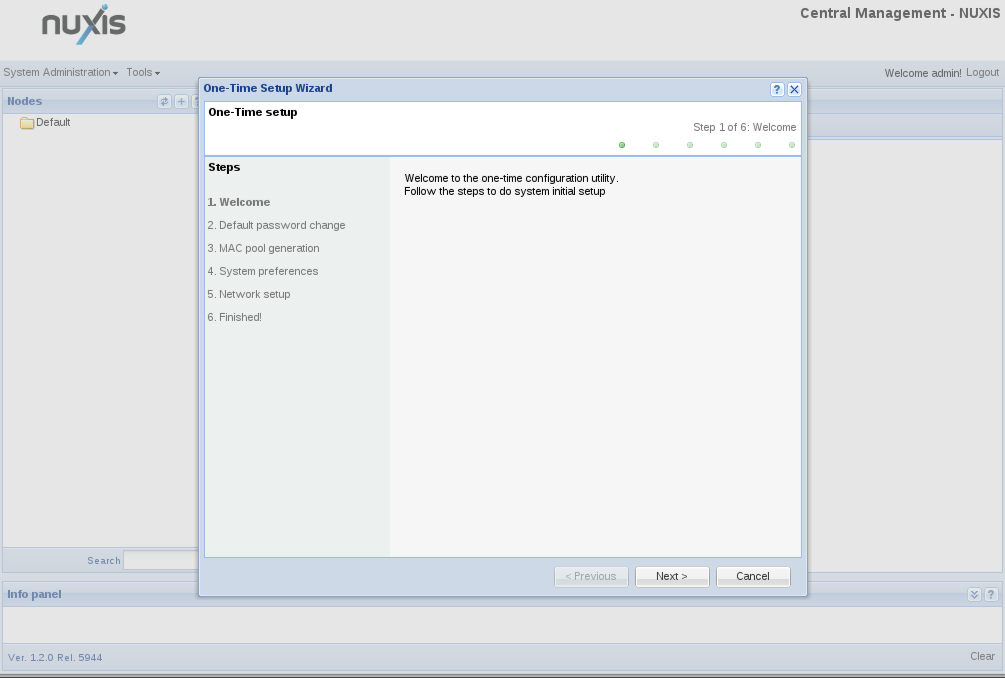 nuxis
Central Management - NUXIS
System Administration Tools
Welcome admin! Logout
Nodes
Default
One-Time Setup Wizard
One-Time setup
Step 1 of 6: Welcome
Steps
1. Welcome
2. Default password change
3. MAC pool generation
4. System preferences
5. Network setup
6. Finished!
Welcome to the one-time configuration utility.
Follow the steps to do system initial setup
Search
< Previous
Next >
Cancel
Info panel
Ver. 1.2.0 Rel. 5944
Clear